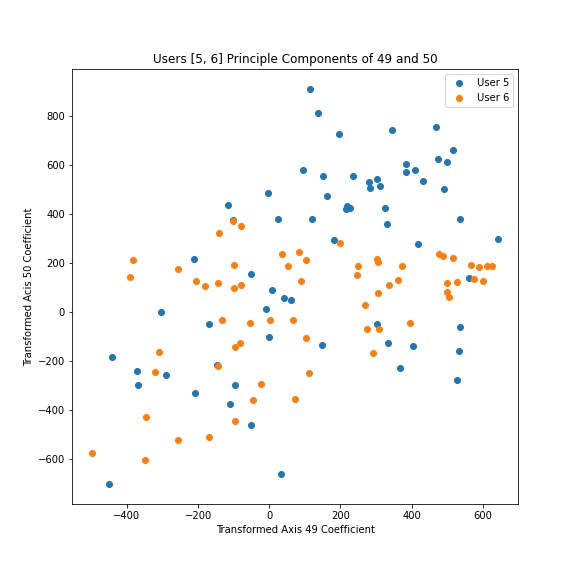 Users [5, 6] Principle Components of 49 and 50
User 5
User 6
Transformed Acis 50 Coefficient
800
600
400
200
0
−200
−400
−600
−400
−200
0
200
400
600
Transformed Axis 49 Coefficient